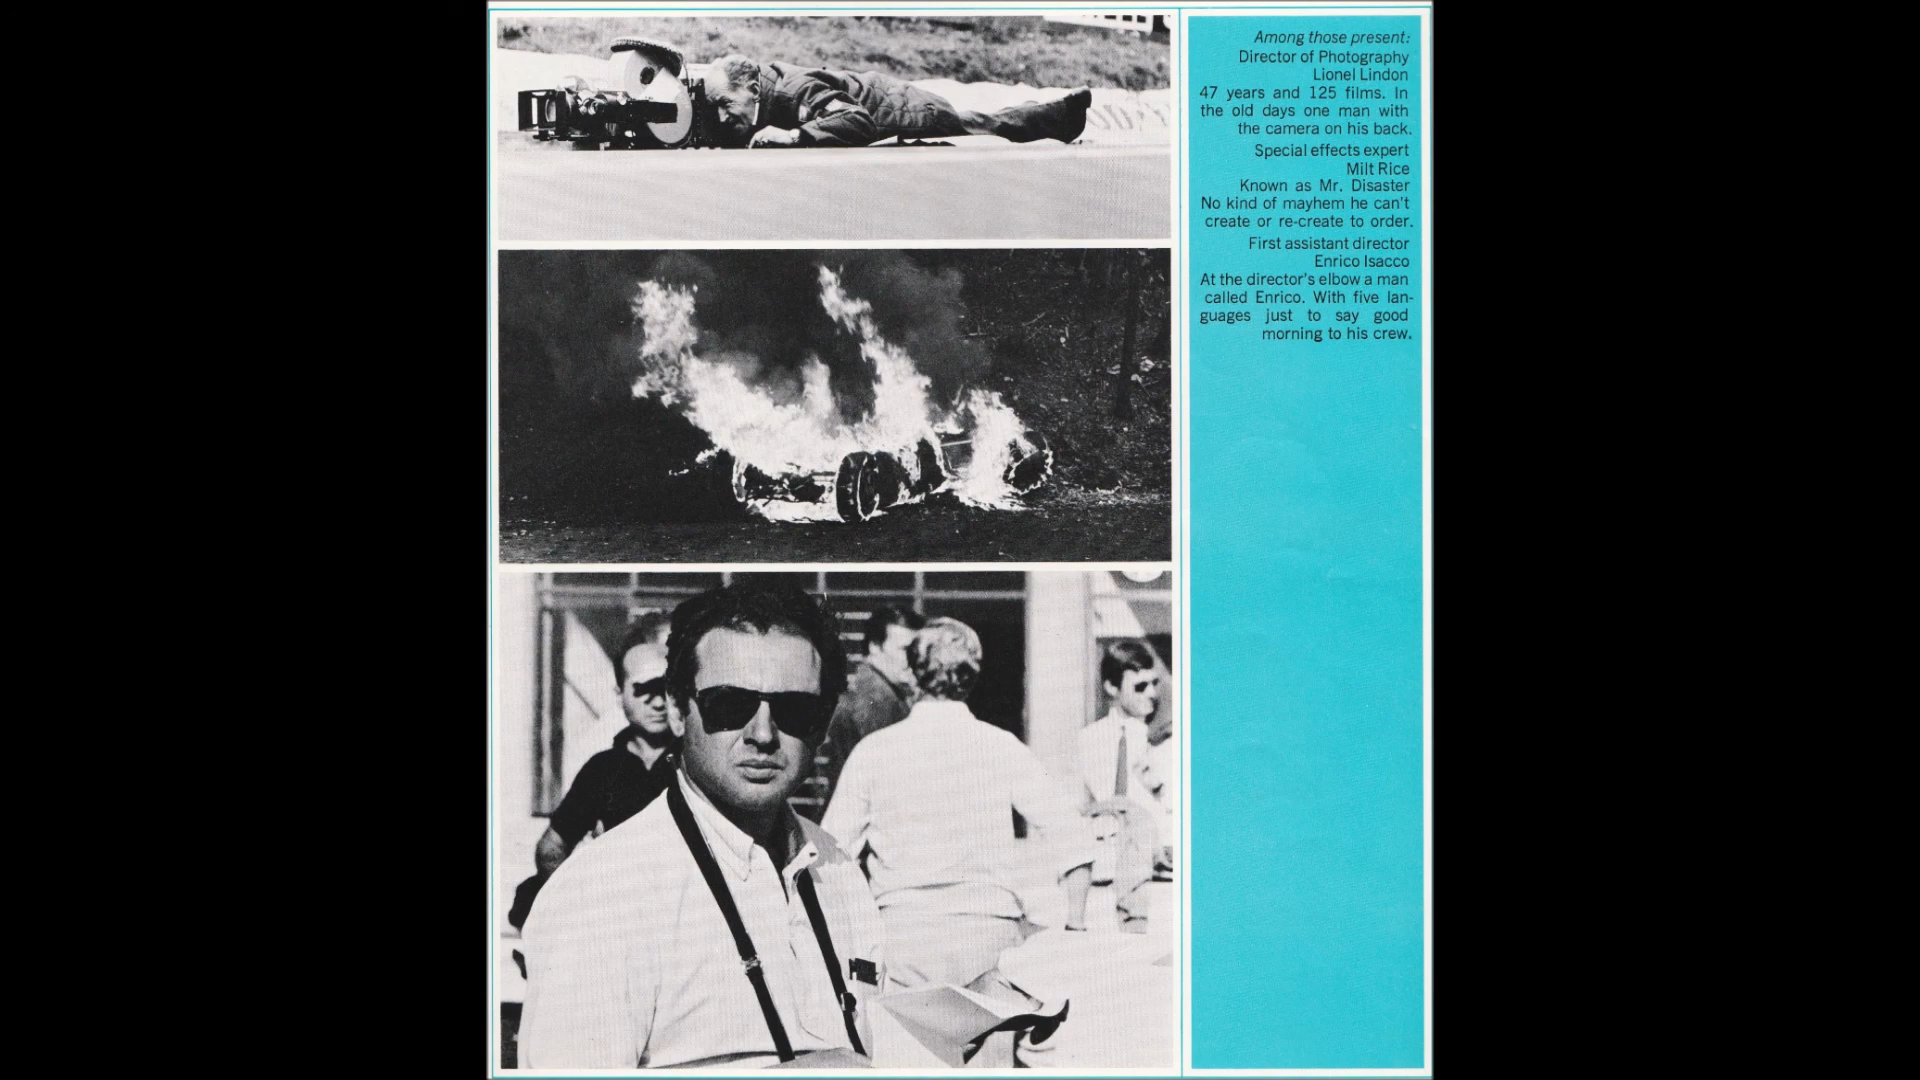 Among those present:
Director of Photography
Lionel Lindon
47 years and 125 films. In
the old days one man with
the camera on his back.
Special effects expert
Milt Rice
Known as Mr. Disaster
No kind of mayhem he can't
create or re-create to order.
First assistant director
Enrico Isacco
At the director's elbow a man
called Enrico. With five lan-
guages just to say good
morning to his crew.